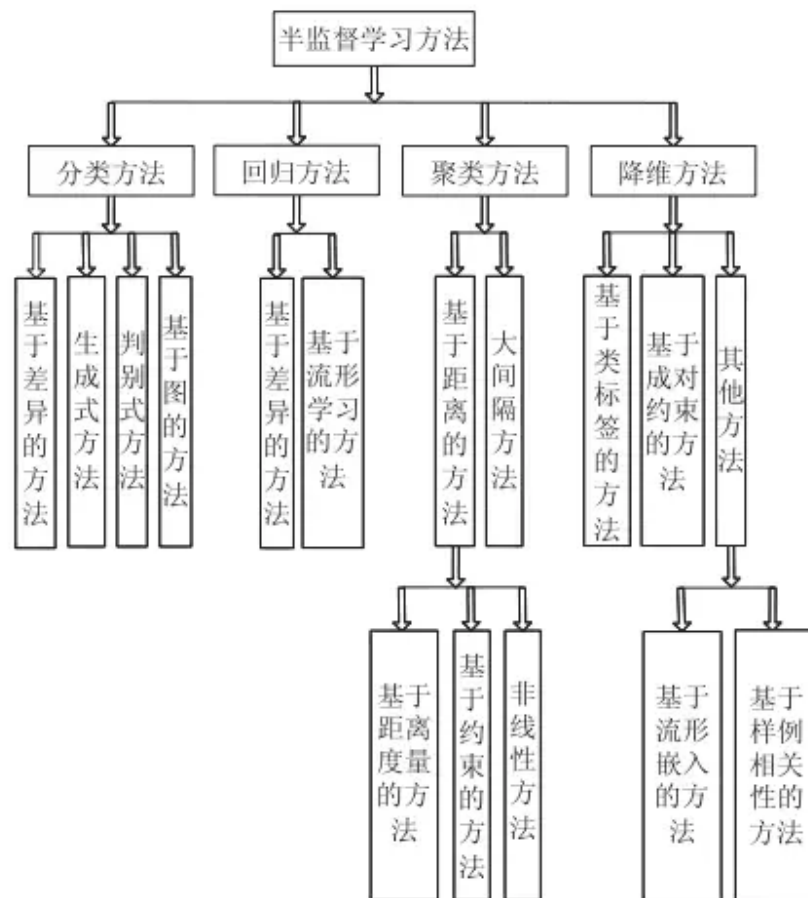 半监督学习方法
分类方法
回归方法
聚类方法
降维方法
基于差异的方法
生成式方法
判别式方法
基于图的方法
基于差异的方法
基于流形学习的方法
基于距离的方法
大间隔方法
基于类标签的方法
基于成对约束的方法
其他方法
基于距离度量的方法
基于约束的方法
非线性方法
基于流形嵌入的方法
基于样例相关性的方法